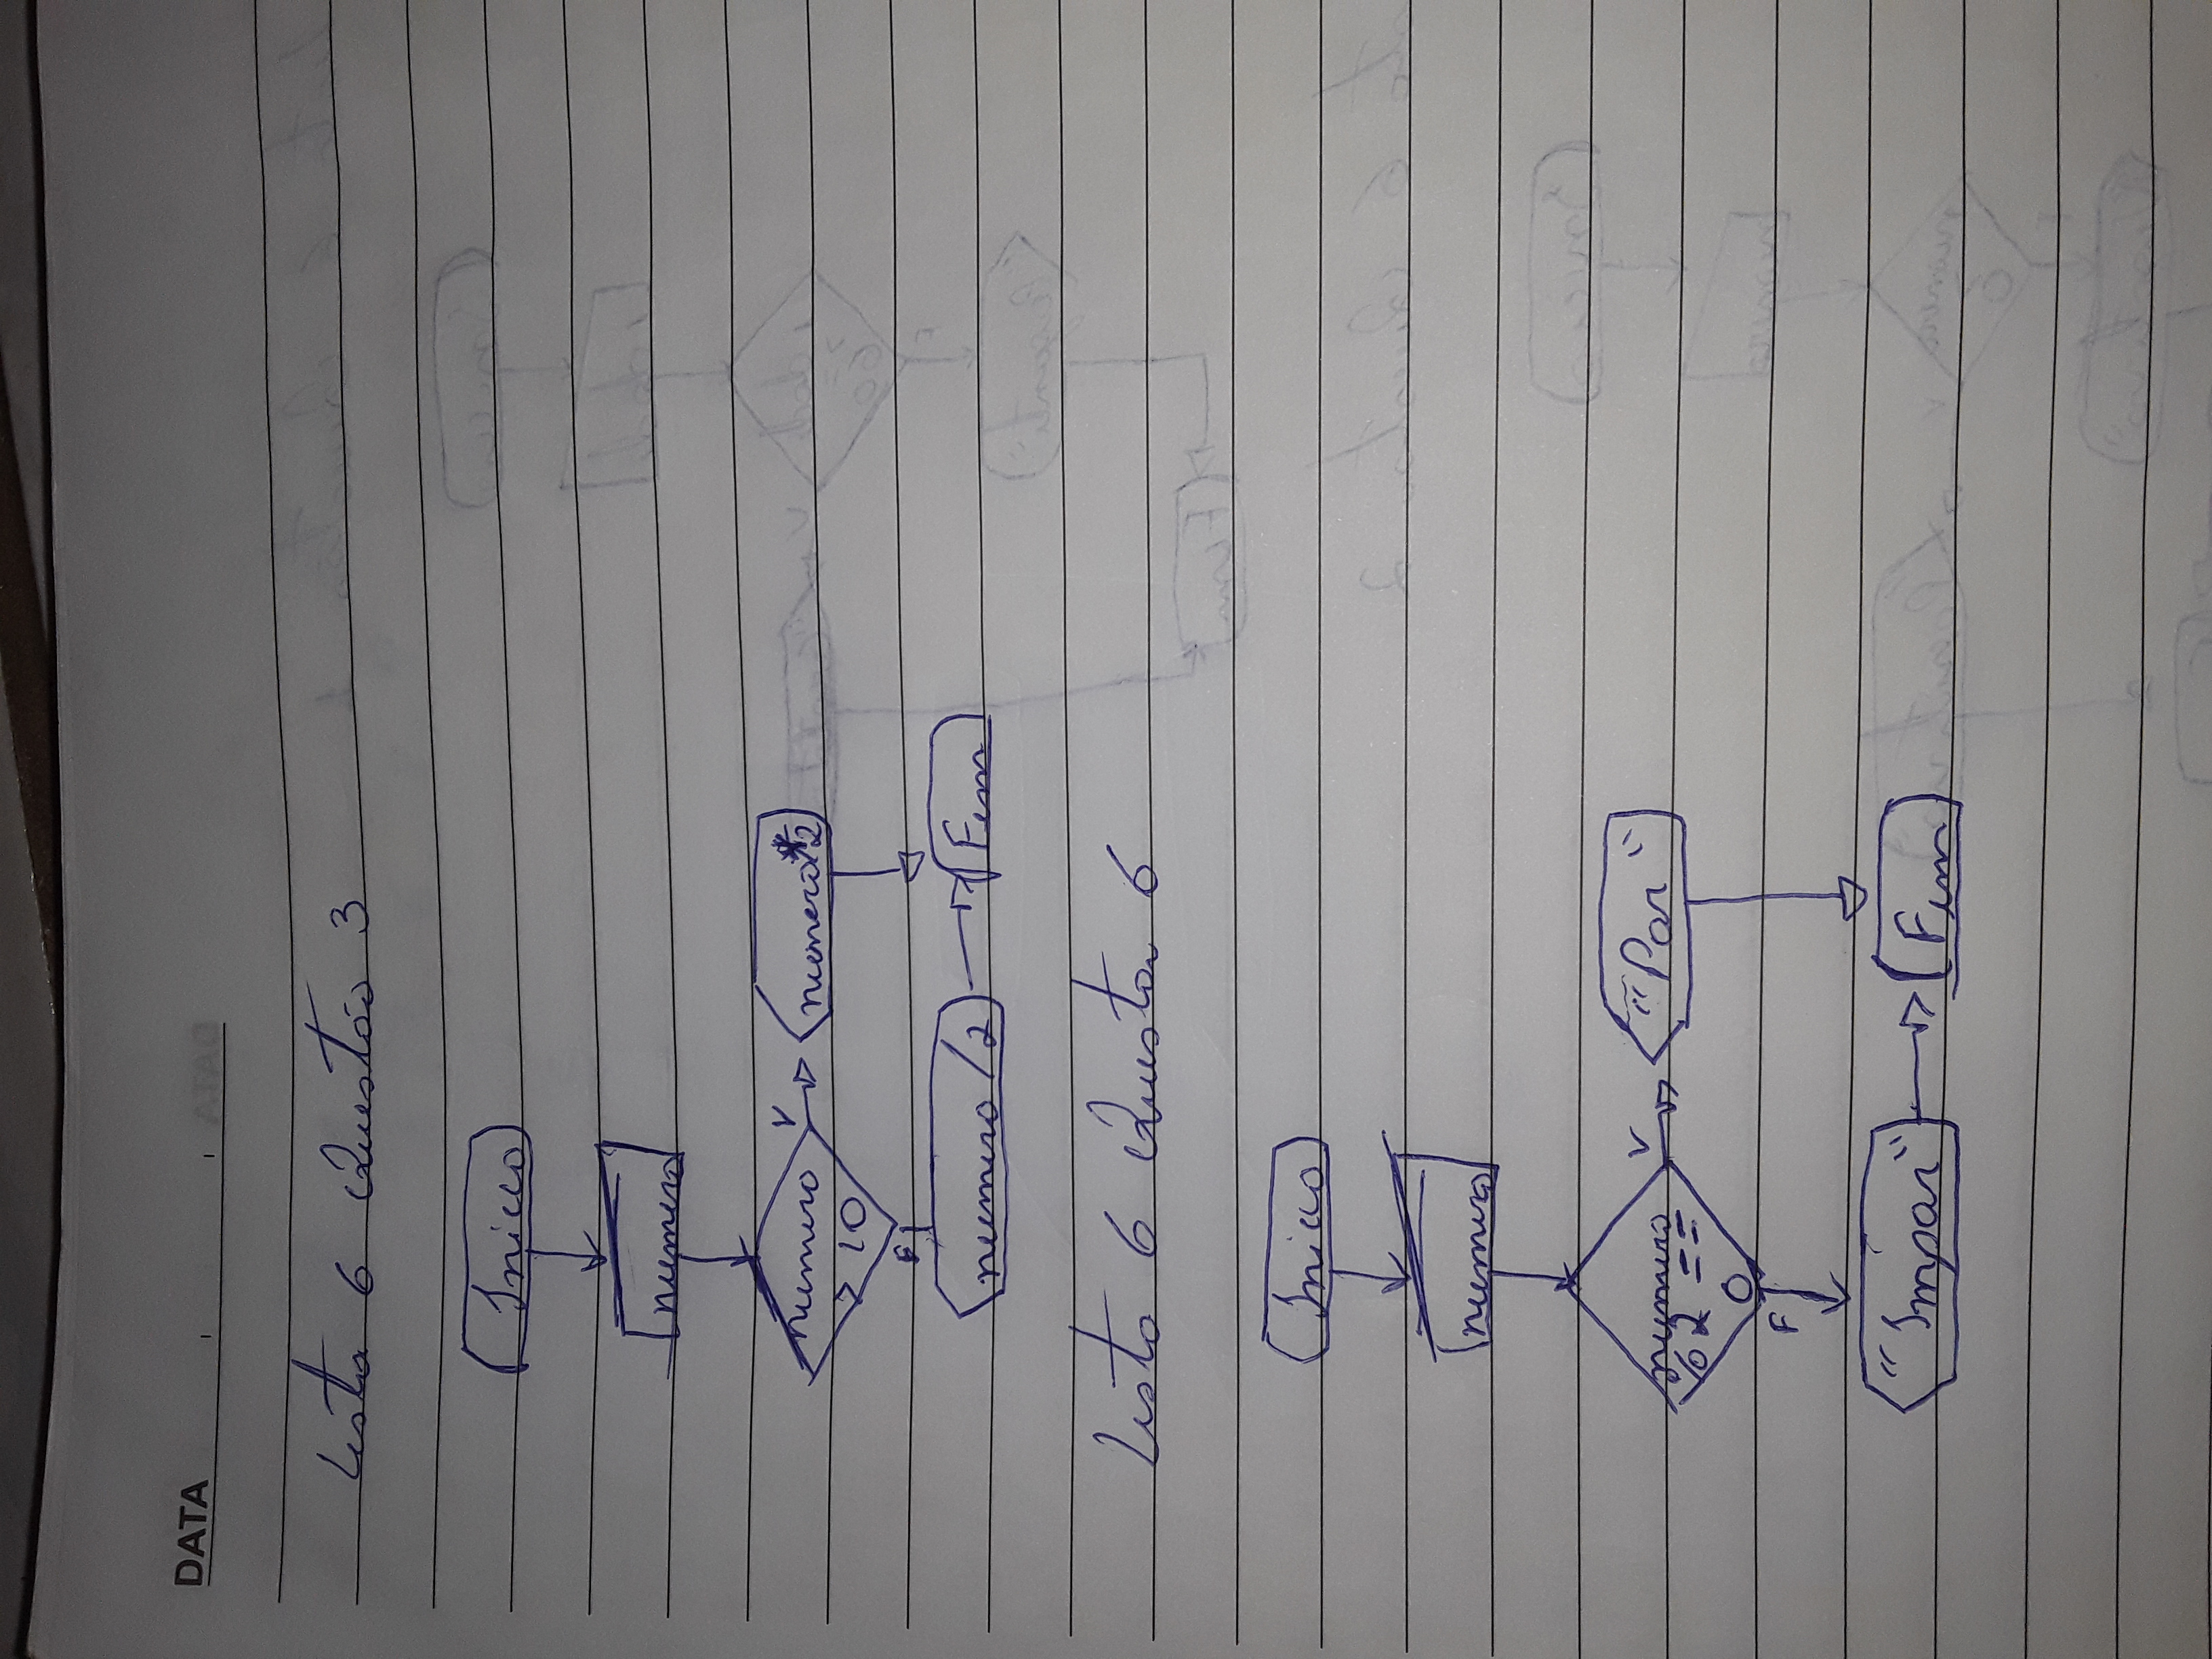 DATA
Lista 6 Questão 3
Inicio
numero
numero
> 10
V
numero*2
F
numero/2
Fim
Lista 6 Questão 6
Inicio
numero
numero
%2 ==
0
V
"Par"
F
"Impar"
Fim